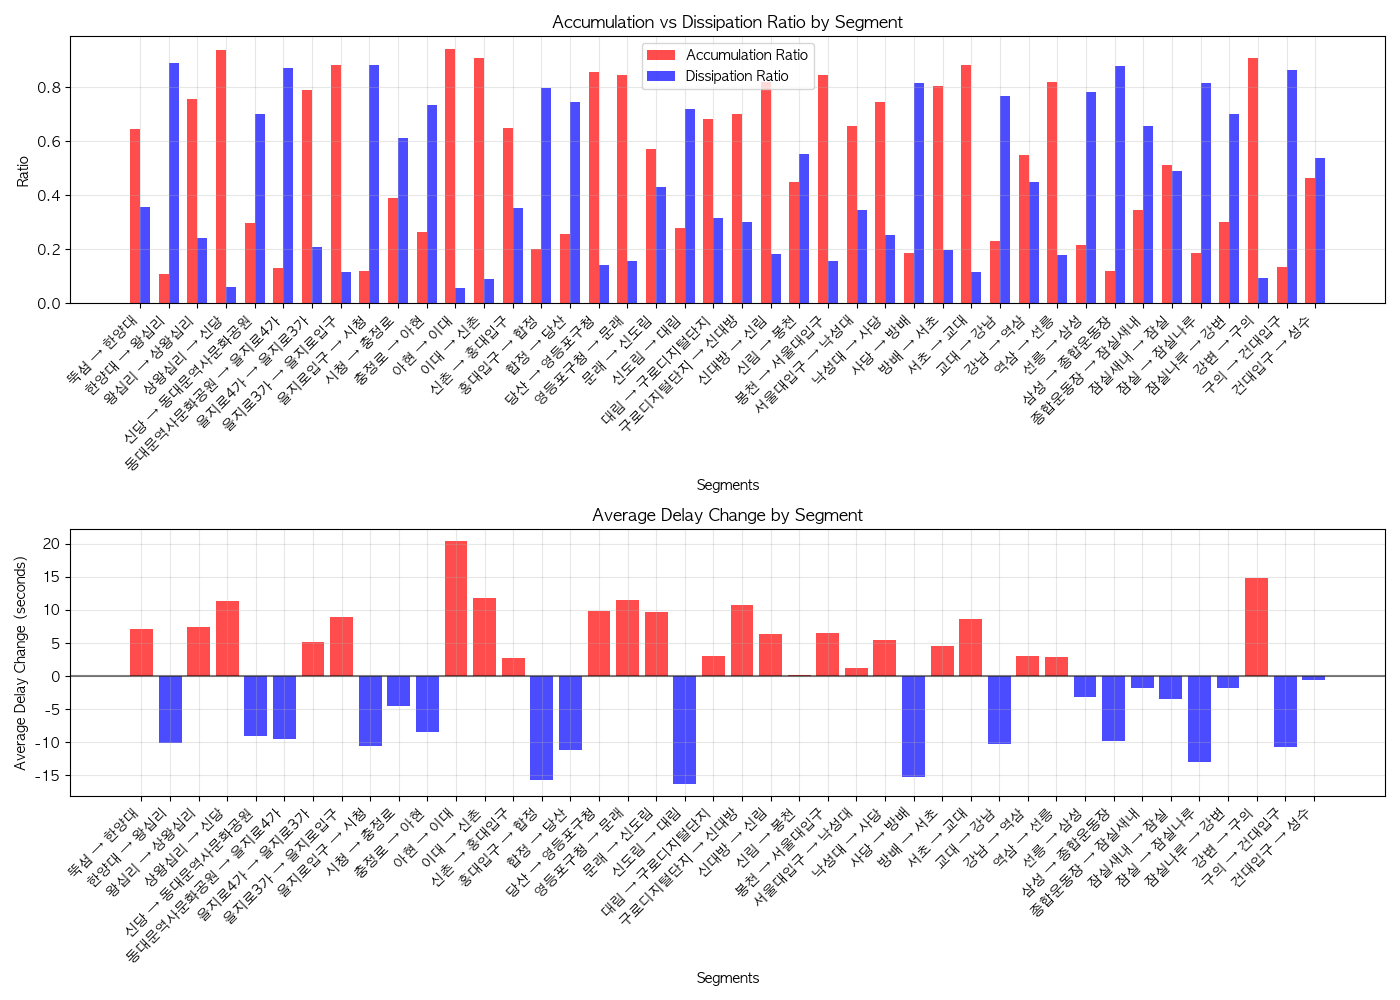 Accumulation vs Dissipation Ratio by Segment
Accumulation Ratio
Dissipation Ratio
Ratio
0.8
0.6
0.4
0.2
0.0
뚝섬 → 한양대
한양대 → 왕십리
왕십리 → 상왕십리
상왕십리 → 신당
신당 → 동대문역사문화공원
동대문역사문화공원 → 을지로4가
을지로4가 → 을지로3가
을지로3가 → 을지로입구
을지로입구 → 시청
시청 → 충정로
충정로 → 아현
아현 → 이대
이대 → 신촌
신촌 → 홍대입구
홍대입구 → 합정
합정 → 당산
당산 → 영등포구청
영등포구청 → 문래
문래 → 신도림
신도림 → 대림
대림 → 구로디지털단지
구로디지털단지 → 신대방
신대방 → 신림
신림 → 봉천
봉천 → 서울대입구
서울대입구 → 낙성대
낙성대 → 사당
사당 → 방배
방배 → 서초
서초 → 교대
교대 → 강남
강남 → 역삼
역삼 → 선릉
선릉 → 삼성
삼성 → 종합운동장
종합운동장 → 잠실새내
잠실새내 → 잠실
잠실 → 잠실나루
잠실나루 → 강변
강변 → 구의
구의 → 건대입구
건대입구 → 성수
Segments
Average Delay Change by Segment
Average Delay Change (seconds)
20
15
10
5
0
-5
-10
-15
뚝섬 → 한양대
한양대 → 왕십리
왕십리 → 상왕십리
상왕십리 → 신당
신당 → 동대문역사문화공원
동대문역사문화공원 → 을지로4가
을지로4가 → 을지로3가
을지로3가 → 을지로입구
을지로입구 → 시청
시청 → 충정로
충정로 → 아현
아현 → 이대
이대 → 신촌
신촌 → 홍대입구
홍대입구 → 합정
합정 → 당산
당산 → 영등포구청
영등포구청 → 문래
문래 → 신도림
신도림 → 대림
대림 → 구로디지털단지
구로디지털단지 → 신대방
신대방 → 신림
신림 → 봉천
봉천 → 서울대입구
서울대입구 → 낙성대
낙성대 → 사당
사당 → 방배
방배 → 서초
서초 → 교대
교대 → 강남
강남 → 역삼
역삼 → 선릉
선릉 → 삼성
삼성 → 종합운동장
종합운동장 → 잠실새내
잠실새내 → 잠실
잠실 → 잠실나루
잠실나루 → 강변
강변 → 구의
구의 → 건대입구
건대입구 → 성수
Segments